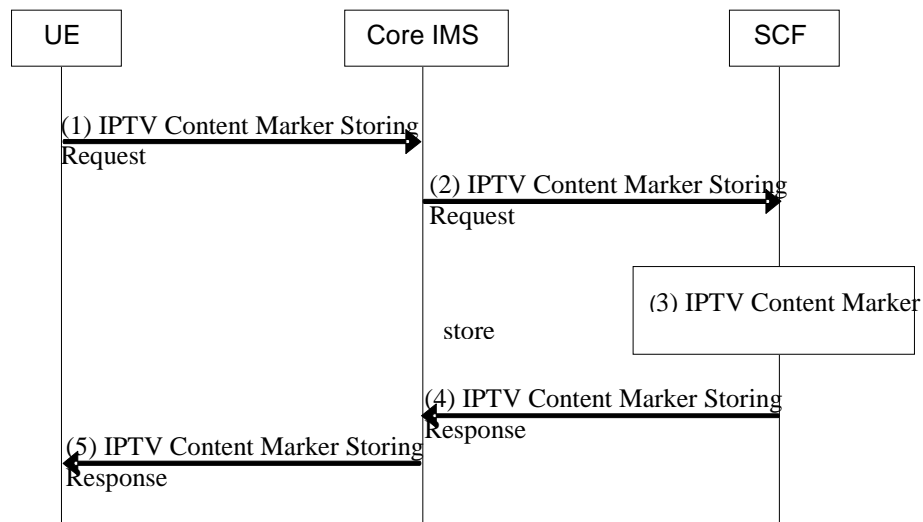 UE
Core IMS
SCF
(1) IPTV Content Marker Storing
Request
(2) IPTV Content Marker Storing
Request
(3) IPTV Content Marker
store
(4) IPTV Content Marker Storing
Response
(5) IPTV Content Marker Storing
Response